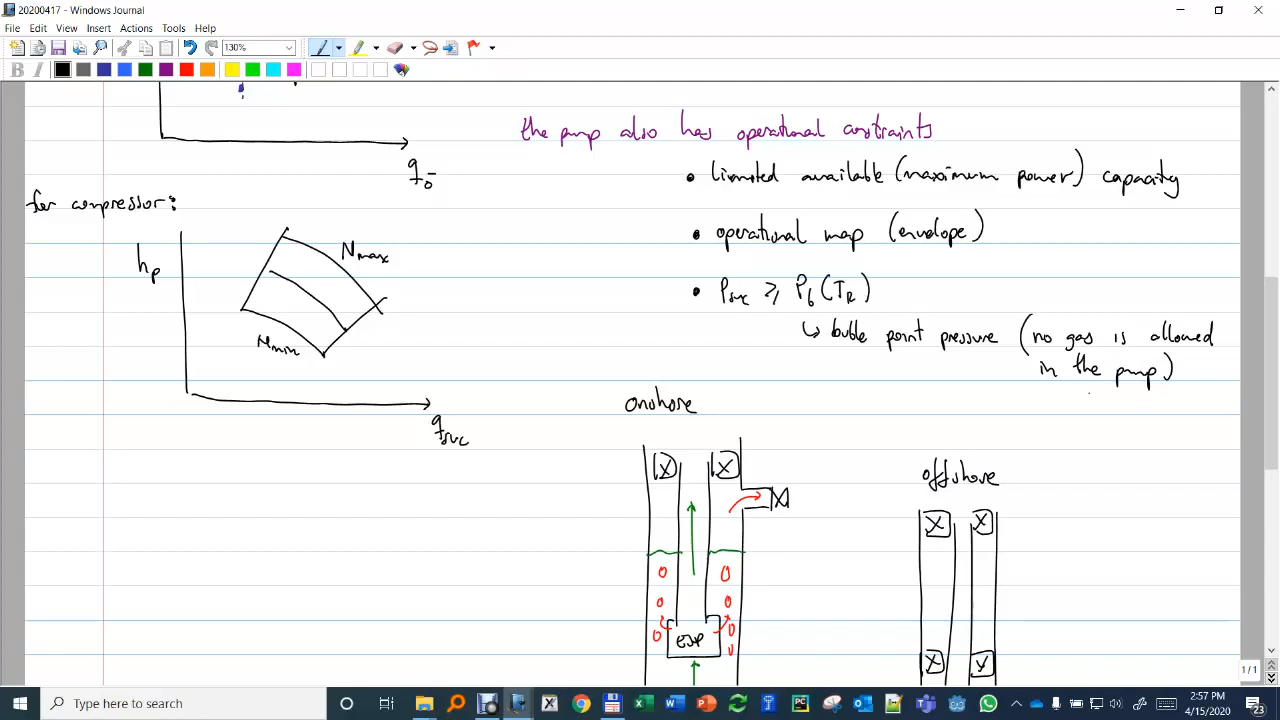 20200417 - Windows Journal
File Edit View Insert Actions Tools Help
130%
B I
q_ō
for compressor:
h_p
N_max
N_min
q_suc
the pump also has operational constraints
• limited available (maximum power) capacity
• operational map (envelope)
• P_suc ≥ P_b (T_R)
↳ buble point pressure (no gas is allowed
in the pump)
onshore
X X
X
ESP
offshore
X X
X X
1/1
Type here to search
2:57 PM
4/15/2020
23